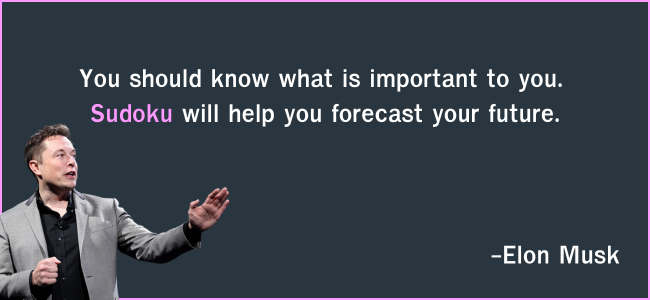 You should know what is important to you.
Sudoku will help you forecast your future.
–Elon Musk